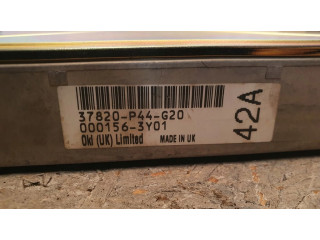 37820-P44-G20
000156-3Y01
Oki (UK) Limited MADE IN UK
42A